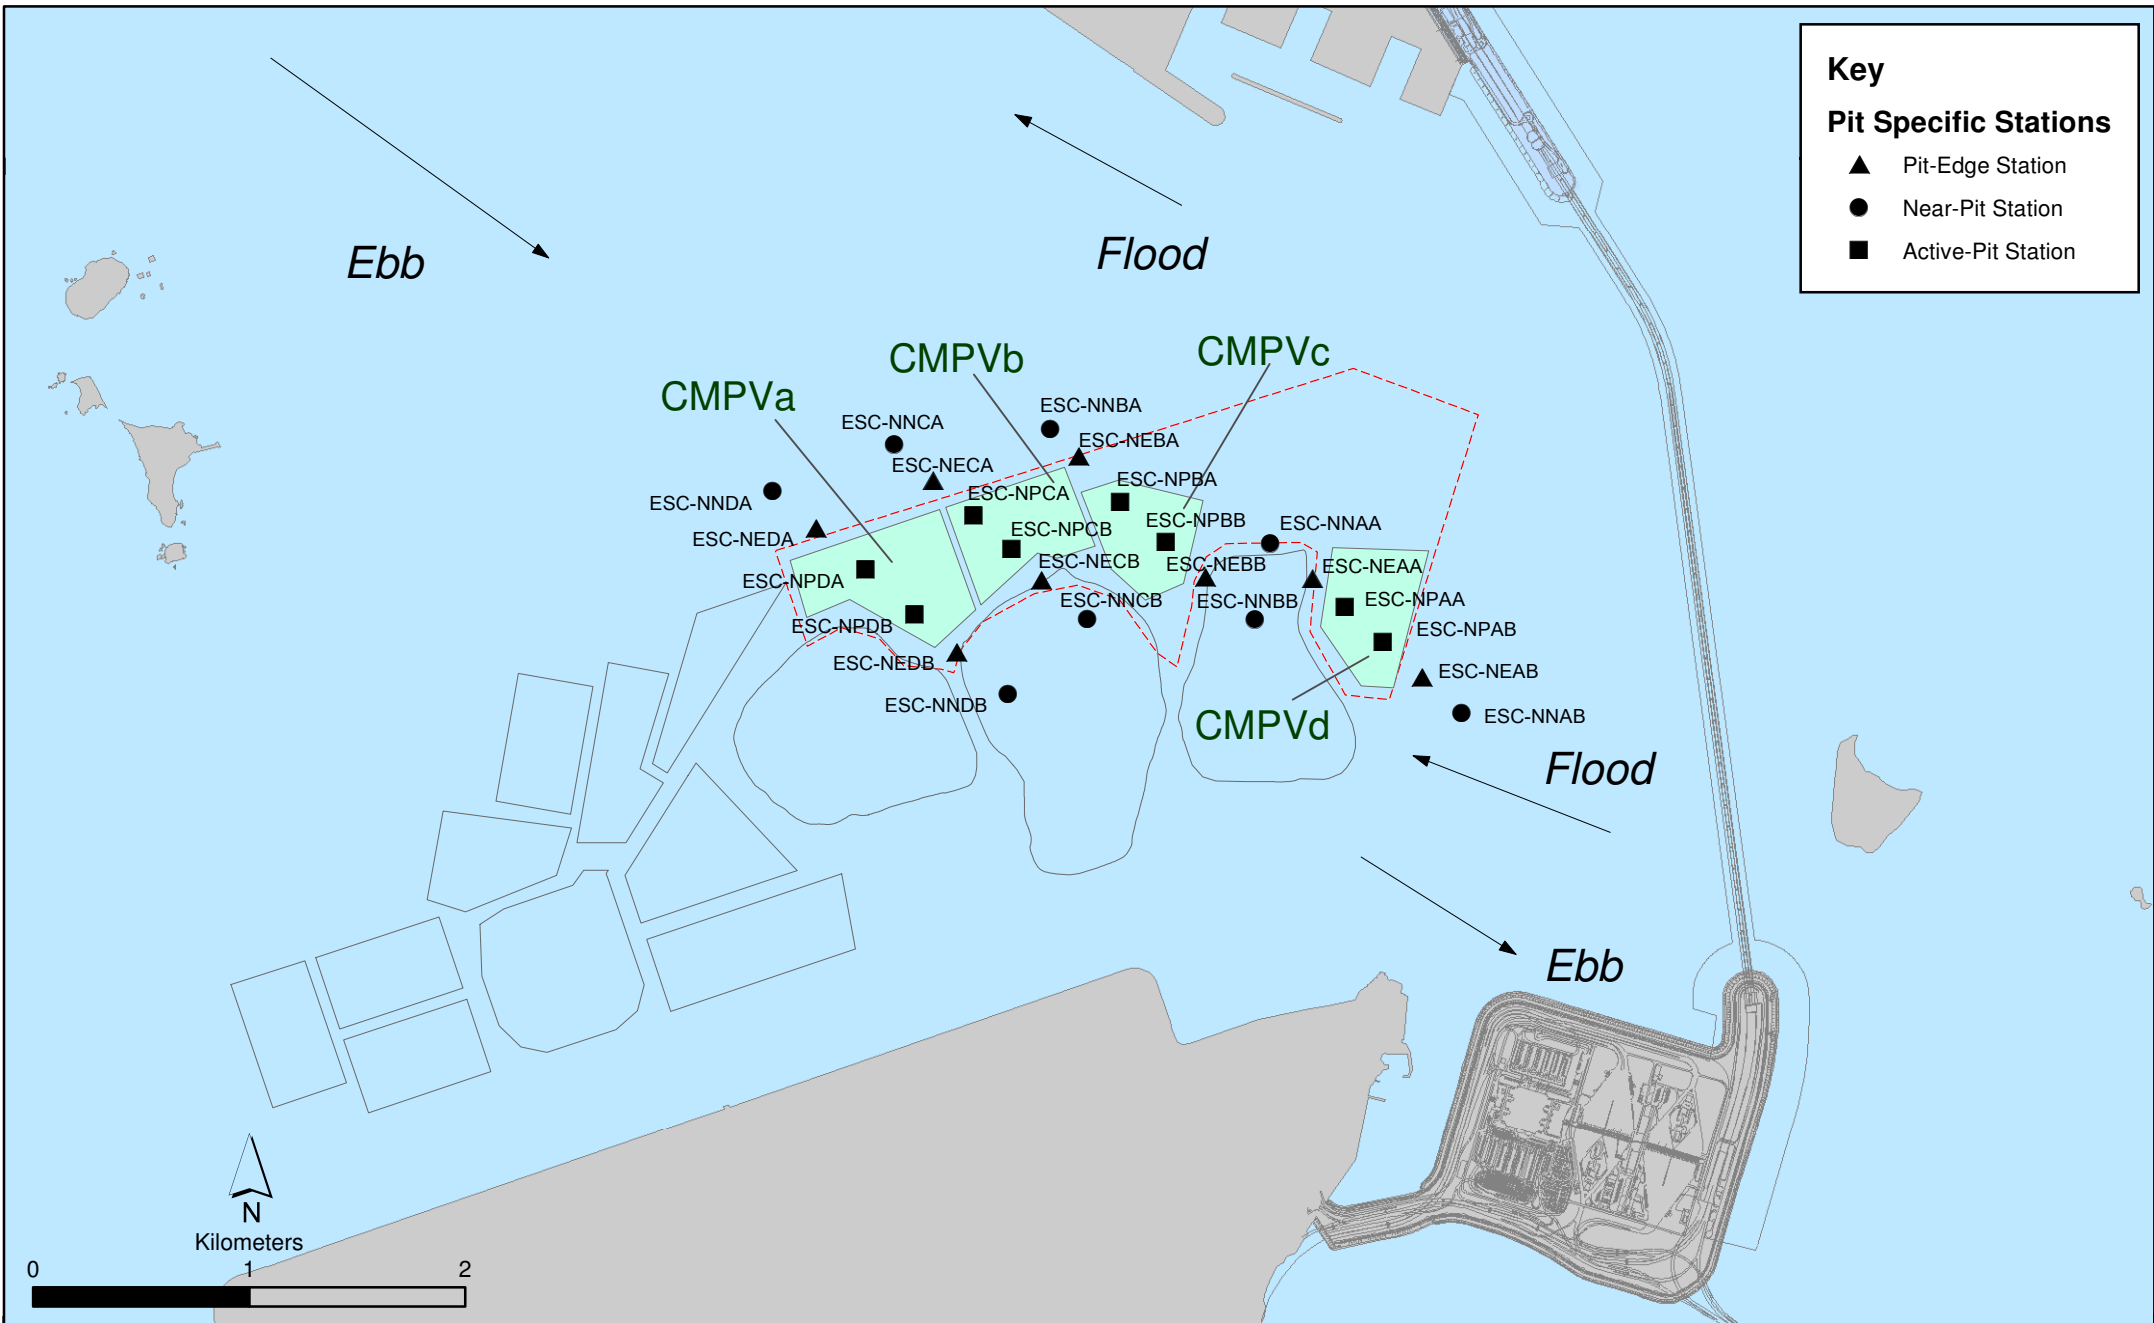 Key
Pit Specific Stations
Pit-Edge Station
Near-Pit Station
Active-Pit Station
Ebb
Flood
CMPVa
CMPVb
CMPVc
ESC-NNCA
ESC-NNBA
ESC-NEBA
ESC-NECA
ESC-NPCA
ESC-NPBA
ESC-NNDA
ESC-NEDA
ESC-NPCB
ESC-NPBB
ESC-NNAA
ESC-NECB
ESC-NEBB
ESC-NEAA
ESC-NPDA
ESC-NNCB
ESC-NNBB
ESC-NPAA
ESC-NPDB
ESC-NPAB
ESC-NEDB
ESC-NEAB
ESC-NNDB
ESC-NNAB
CMPVd
Flood
Ebb
N
Kilometers
0 1 2